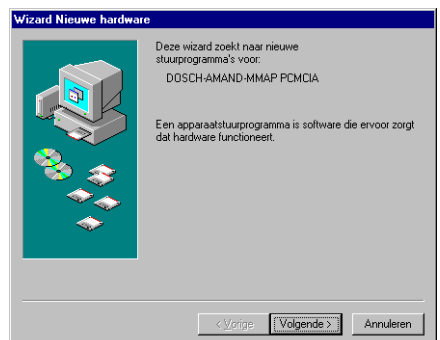 Wizard Nieuwe hardware
Deze wizard zoekt naar nieuwe
stuurprogramma's voor:
DOSCH-AMAND-MMAP PCMCIA
Een apparaatstuurprogramma is software die ervoor zorgt
dat hardware functioneert.
< Vorige
Volgende >
Annuleren